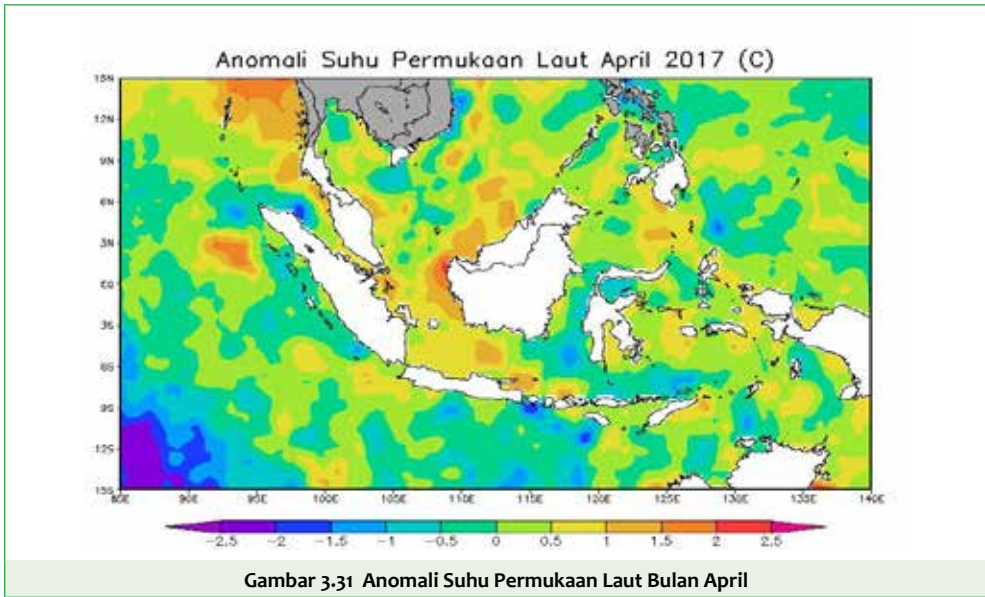 Anomali Suhu Permukaan Laut April 2017 (C)
15N
12N
9N
6N
3N
EQ
3S
6S
9S
12S
15S
80E 90E 95E 100E 105E 110E 115E 120E 125E 130E 135E 140E
-2.5 -2 -1.5 -1 -0.5 0 0.5 1 1.5 2 2.5
Gambar 3.31 Anomali Suhu Permukaan Laut Bulan April